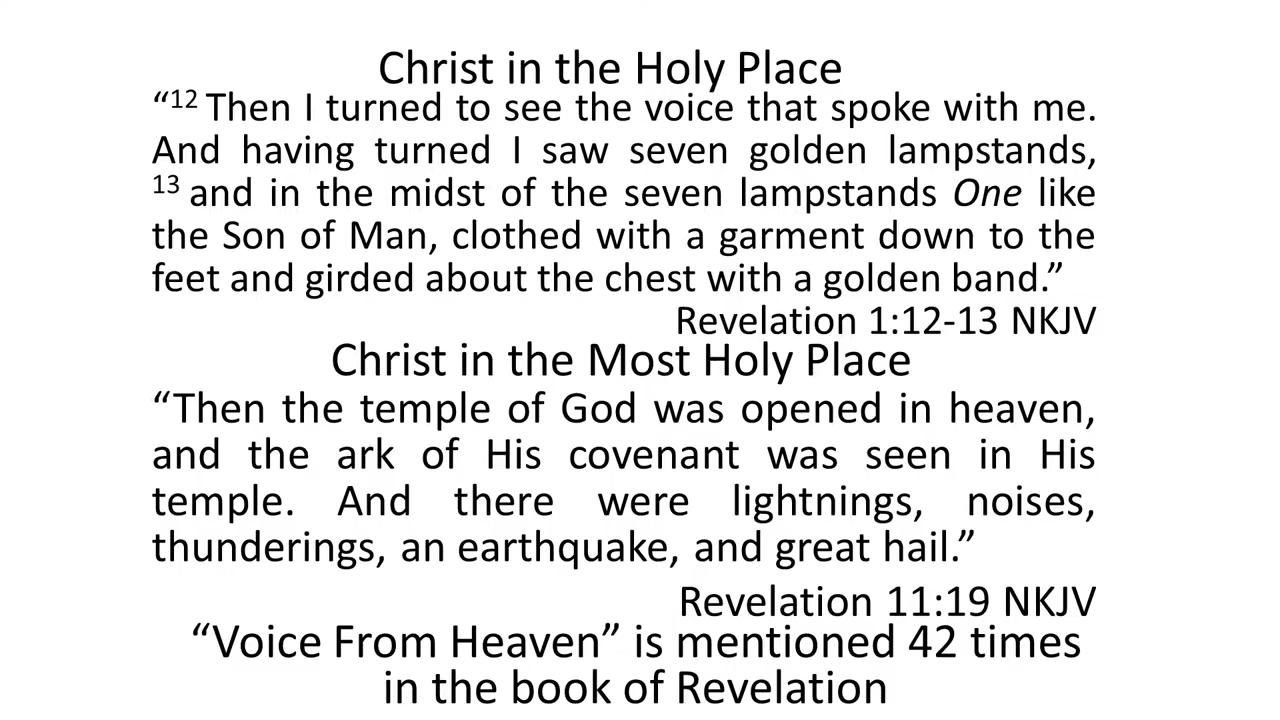 Christ in the Holy Place
“12 Then I turned to see the voice that spoke with me.
And having turned I saw seven golden lampstands,
13 and in the midst of the seven lampstands One like
the Son of Man, clothed with a garment down to the
feet and girded about the chest with a golden band.”
Revelation 1:12-13 NKJV
Christ in the Most Holy Place
“Then the temple of God was opened in heaven,
and the ark of His covenant was seen in His
temple. And there were lightnings, noises,
thunderings, an earthquake, and great hail.”
Revelation 11:19 NKJV
“Voice From Heaven” is mentioned 42 times
in the book of Revelation